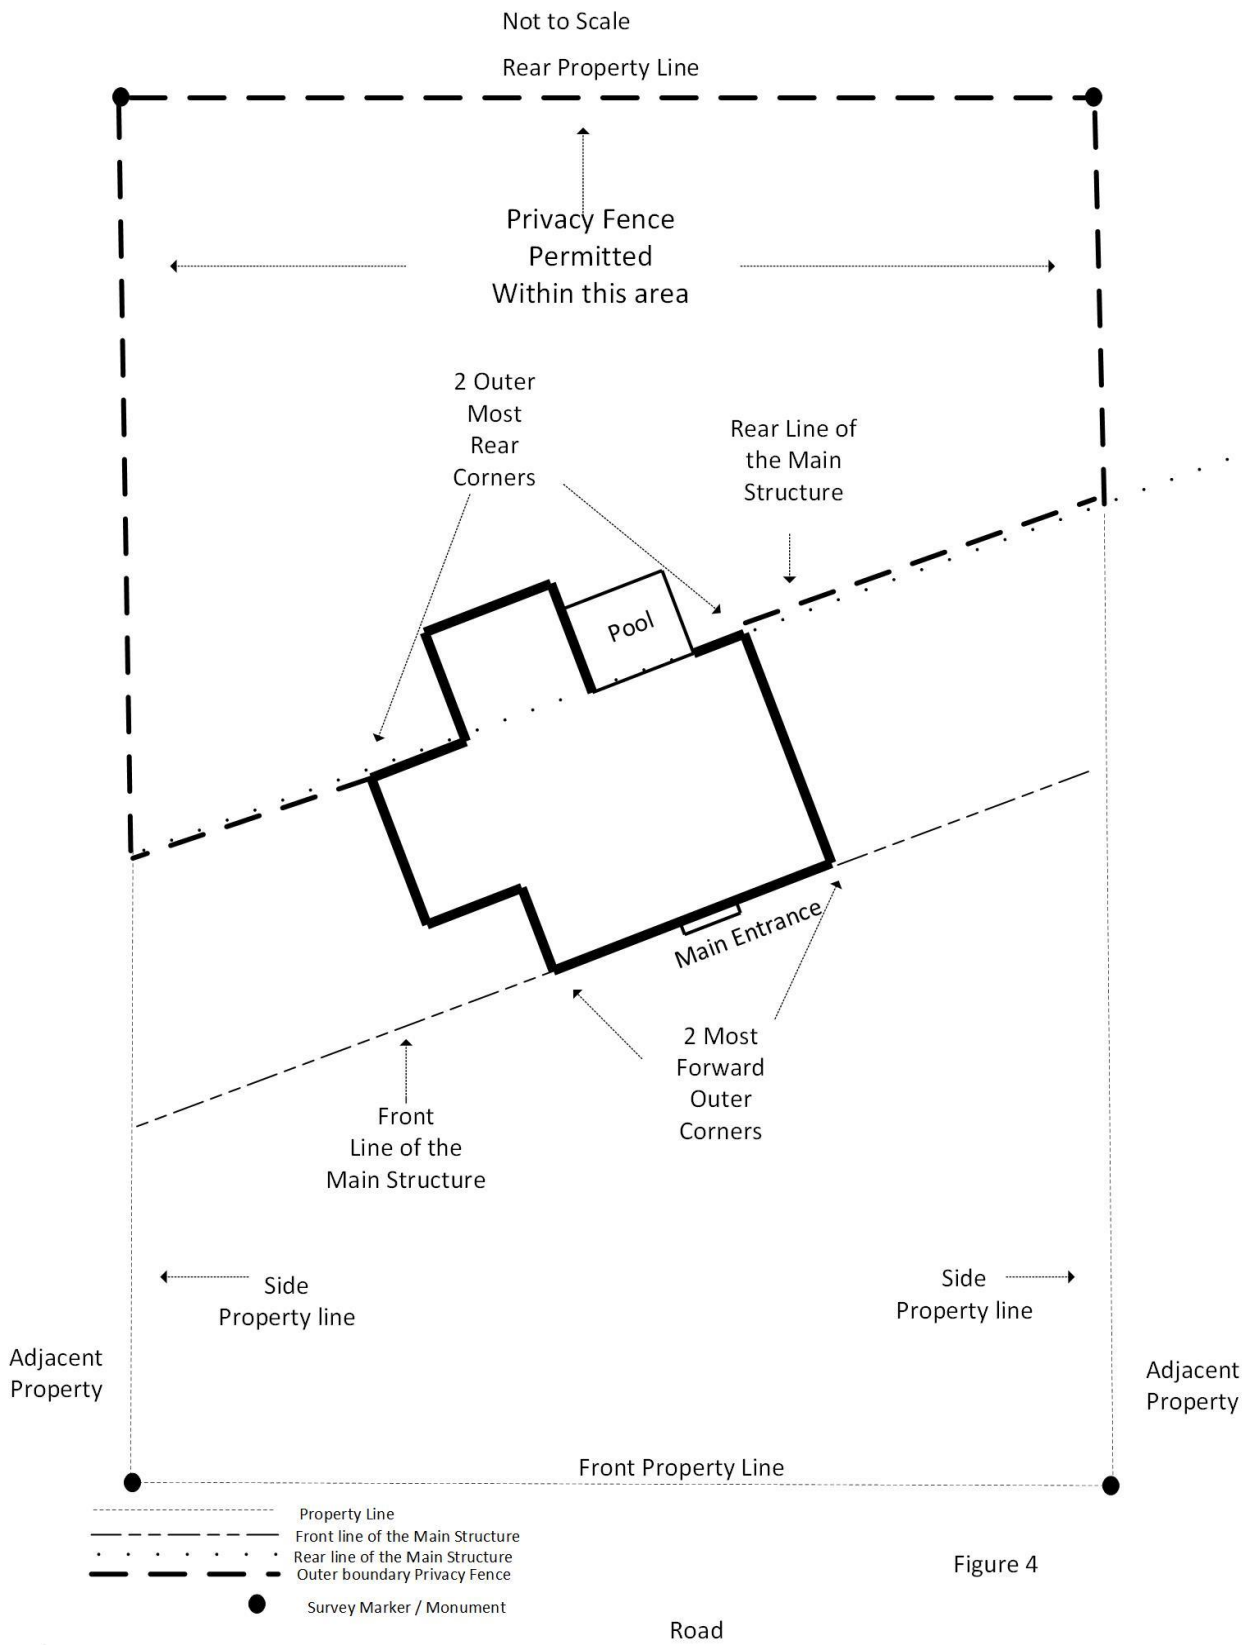 Not to Scale
Rear Property Line
Privacy Fence
Permitted
Within this area
2 Outer
Most
Rear
Corners
Rear Line of
the Main
Structure
Pool
Main Entrance
2 Most
Forward
Outer
Corners
Front
Line of the
Main Structure
Side
Property line
Side
Property line
Adjacent
Property
Adjacent
Property
Front Property Line
Property Line
Front line of the Main Structure
Rear line of the Main Structure
Outer boundary Privacy Fence
Survey Marker / Monument
Figure 4
Road